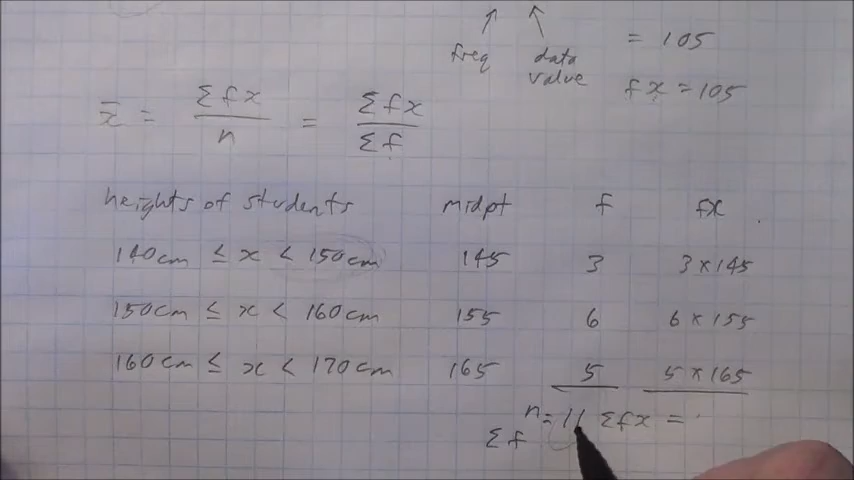 freq data value
= 105
fx = 105
x̄ = Σfx / n = Σfx / Σf
heights of students midpt f fx
140cm ≤ x < 150cm 145 3 3×145
150cm ≤ x < 160cm 155 6 6×155
160cm ≤ x < 170cm 165 5 5×165
n = 11 Σfx =
Σf